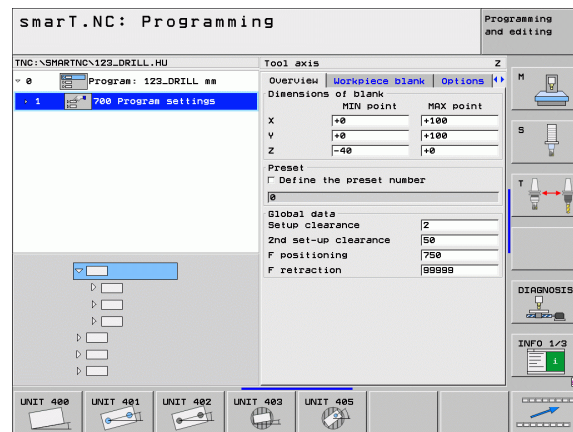 smarT.NC: Programming
Programming
and editing
TNC:\SMARTNC\123_DRILL.HU
Tool axis Z
0 Program: 123_DRILL mm
1 700 Program settings
Overview Workpiece blank Options
Dimensions of blank
MIN point MAX point
X +0 +100
Y +0 +100
Z -40 +0
Preset
Define the preset number
0
Global data
Setup clearance 2
2nd set-up clearance 50
F positioning 750
F retraction 99999
M
S
T
DIAGNOSIS
INFO 1/3
i
UNIT 400 UNIT 401 UNIT 402 UNIT 403 UNIT 405